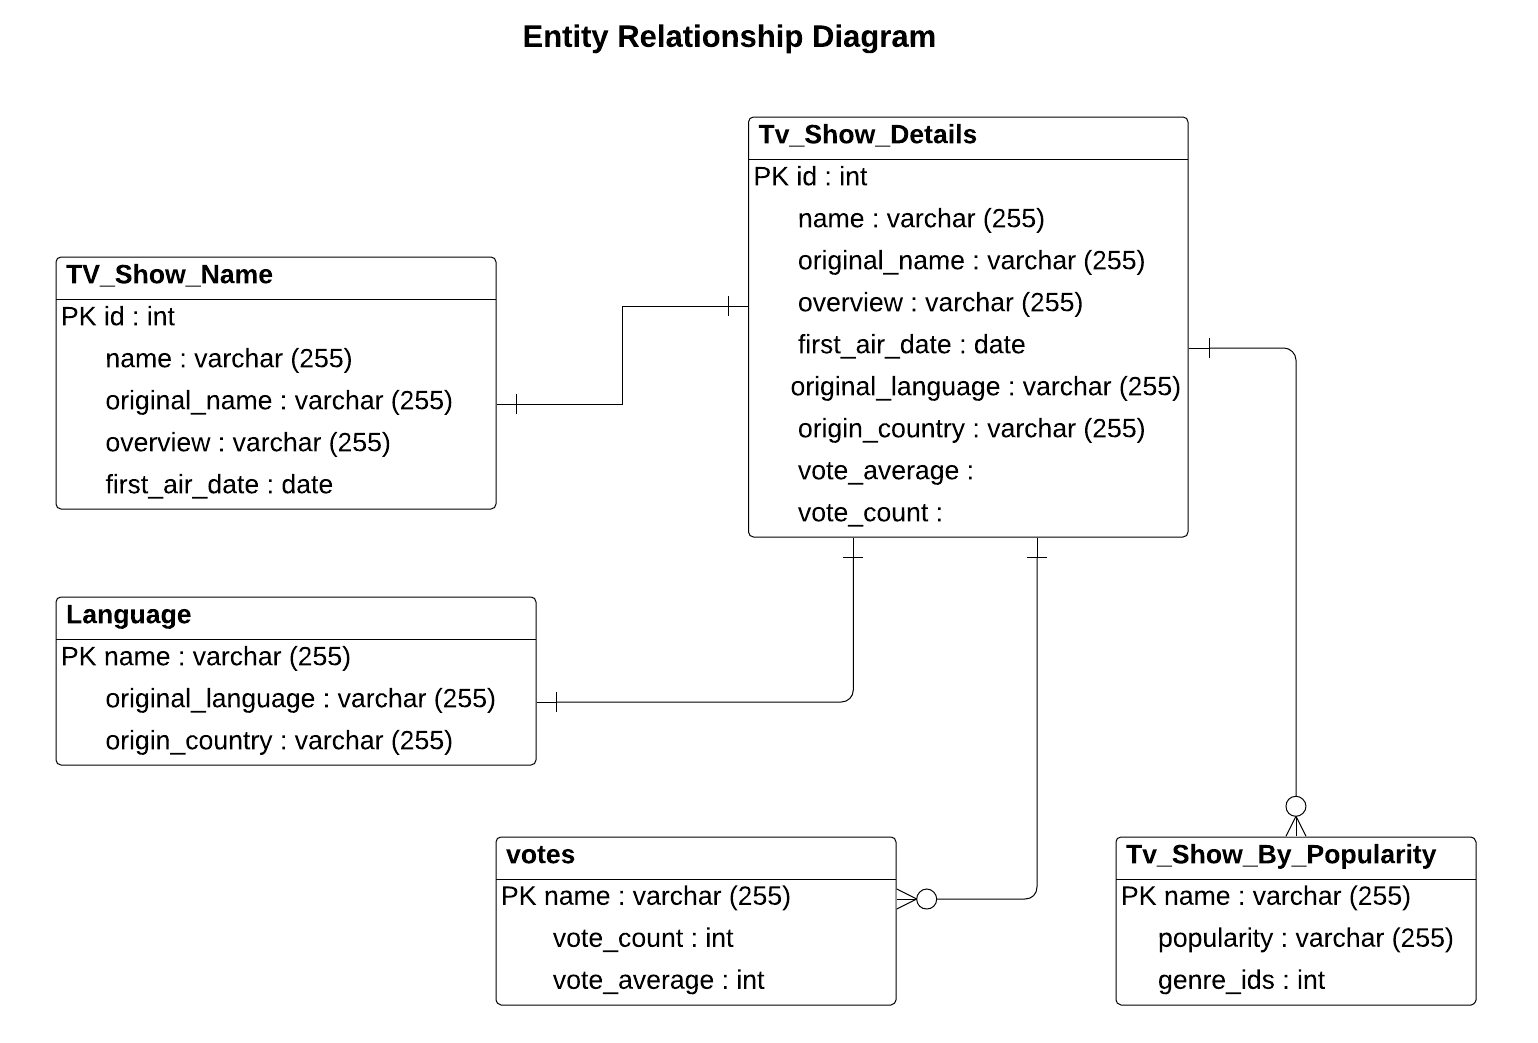 Entity Relationship Diagram
Tv_Show_Details
PK id : int
name : varchar (255)
original_name : varchar (255)
overview : varchar (255)
first_air_date : date
original_language : varchar (255)
origin_country : varchar (255)
vote_average :
vote_count :
TV_Show_Name
PK id : int
name : varchar (255)
original_name : varchar (255)
overview : varchar (255)
first_air_date : date
Language
PK name : varchar (255)
original_language : varchar (255)
origin_country : varchar (255)
votes
PK name : varchar (255)
vote_count : int
vote_average : int
Tv_Show_By_Popularity
PK name : varchar (255)
popularity : varchar (255)
genre_ids : int